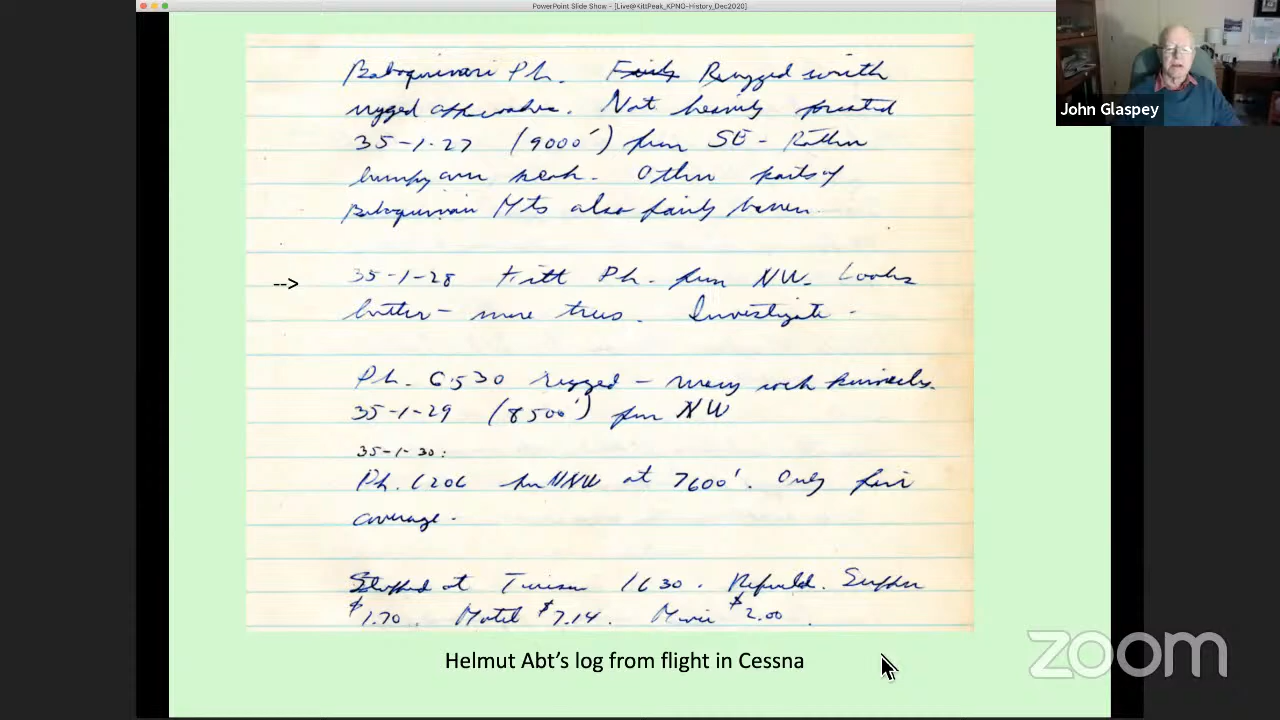 PowerPoint Slide Show - [Live@KittPeak_KPNO-History_Dec2020]
John Glaspey
Baboquivari Pk. Fairly Rugged with
rugged approaches. Not heavily forested
35-1-27 (9000') from SE - Rather
bumpy near peak. Other parts of
Baboquivari Mts also fairly barren.
--> 35-1-28 Kitt Pk. from NW. Looks
better - more trees. Investigate.
Pk. 6530 rugged - many rock pinnacles.
35-1-29 (8500') from NW
35-1-30:
Pk. 6206 from NNW at 7600'. Only fair
coverage.
Stopped at Tucson 1630. Refueled. Supper
$1.70. Motel $7.14. Movie $2.00.
Helmut Abt's log from flight in Cessna
zoom